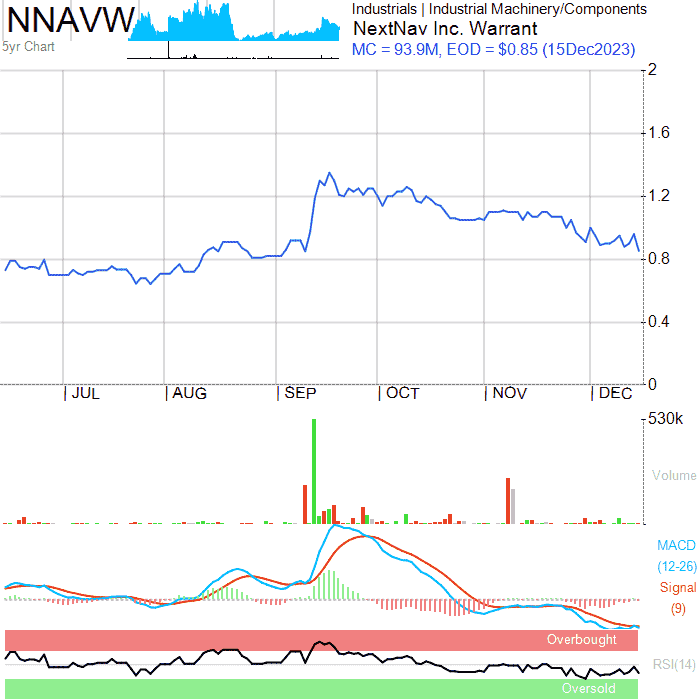 NNAVW
5yr Chart
Industrials | Industrial Machinery/Components
NextNav Inc. Warrant
MC = 93.9M, EOD = $0.85 (15Dec2023)
2
1.6
1.2
0.8
0.4
0
JUL AUG SEP OCT NOV DEC
530k
Volume
MACD
(12-26)
Signal
(9)
Overbought
RSI(14)
Oversold